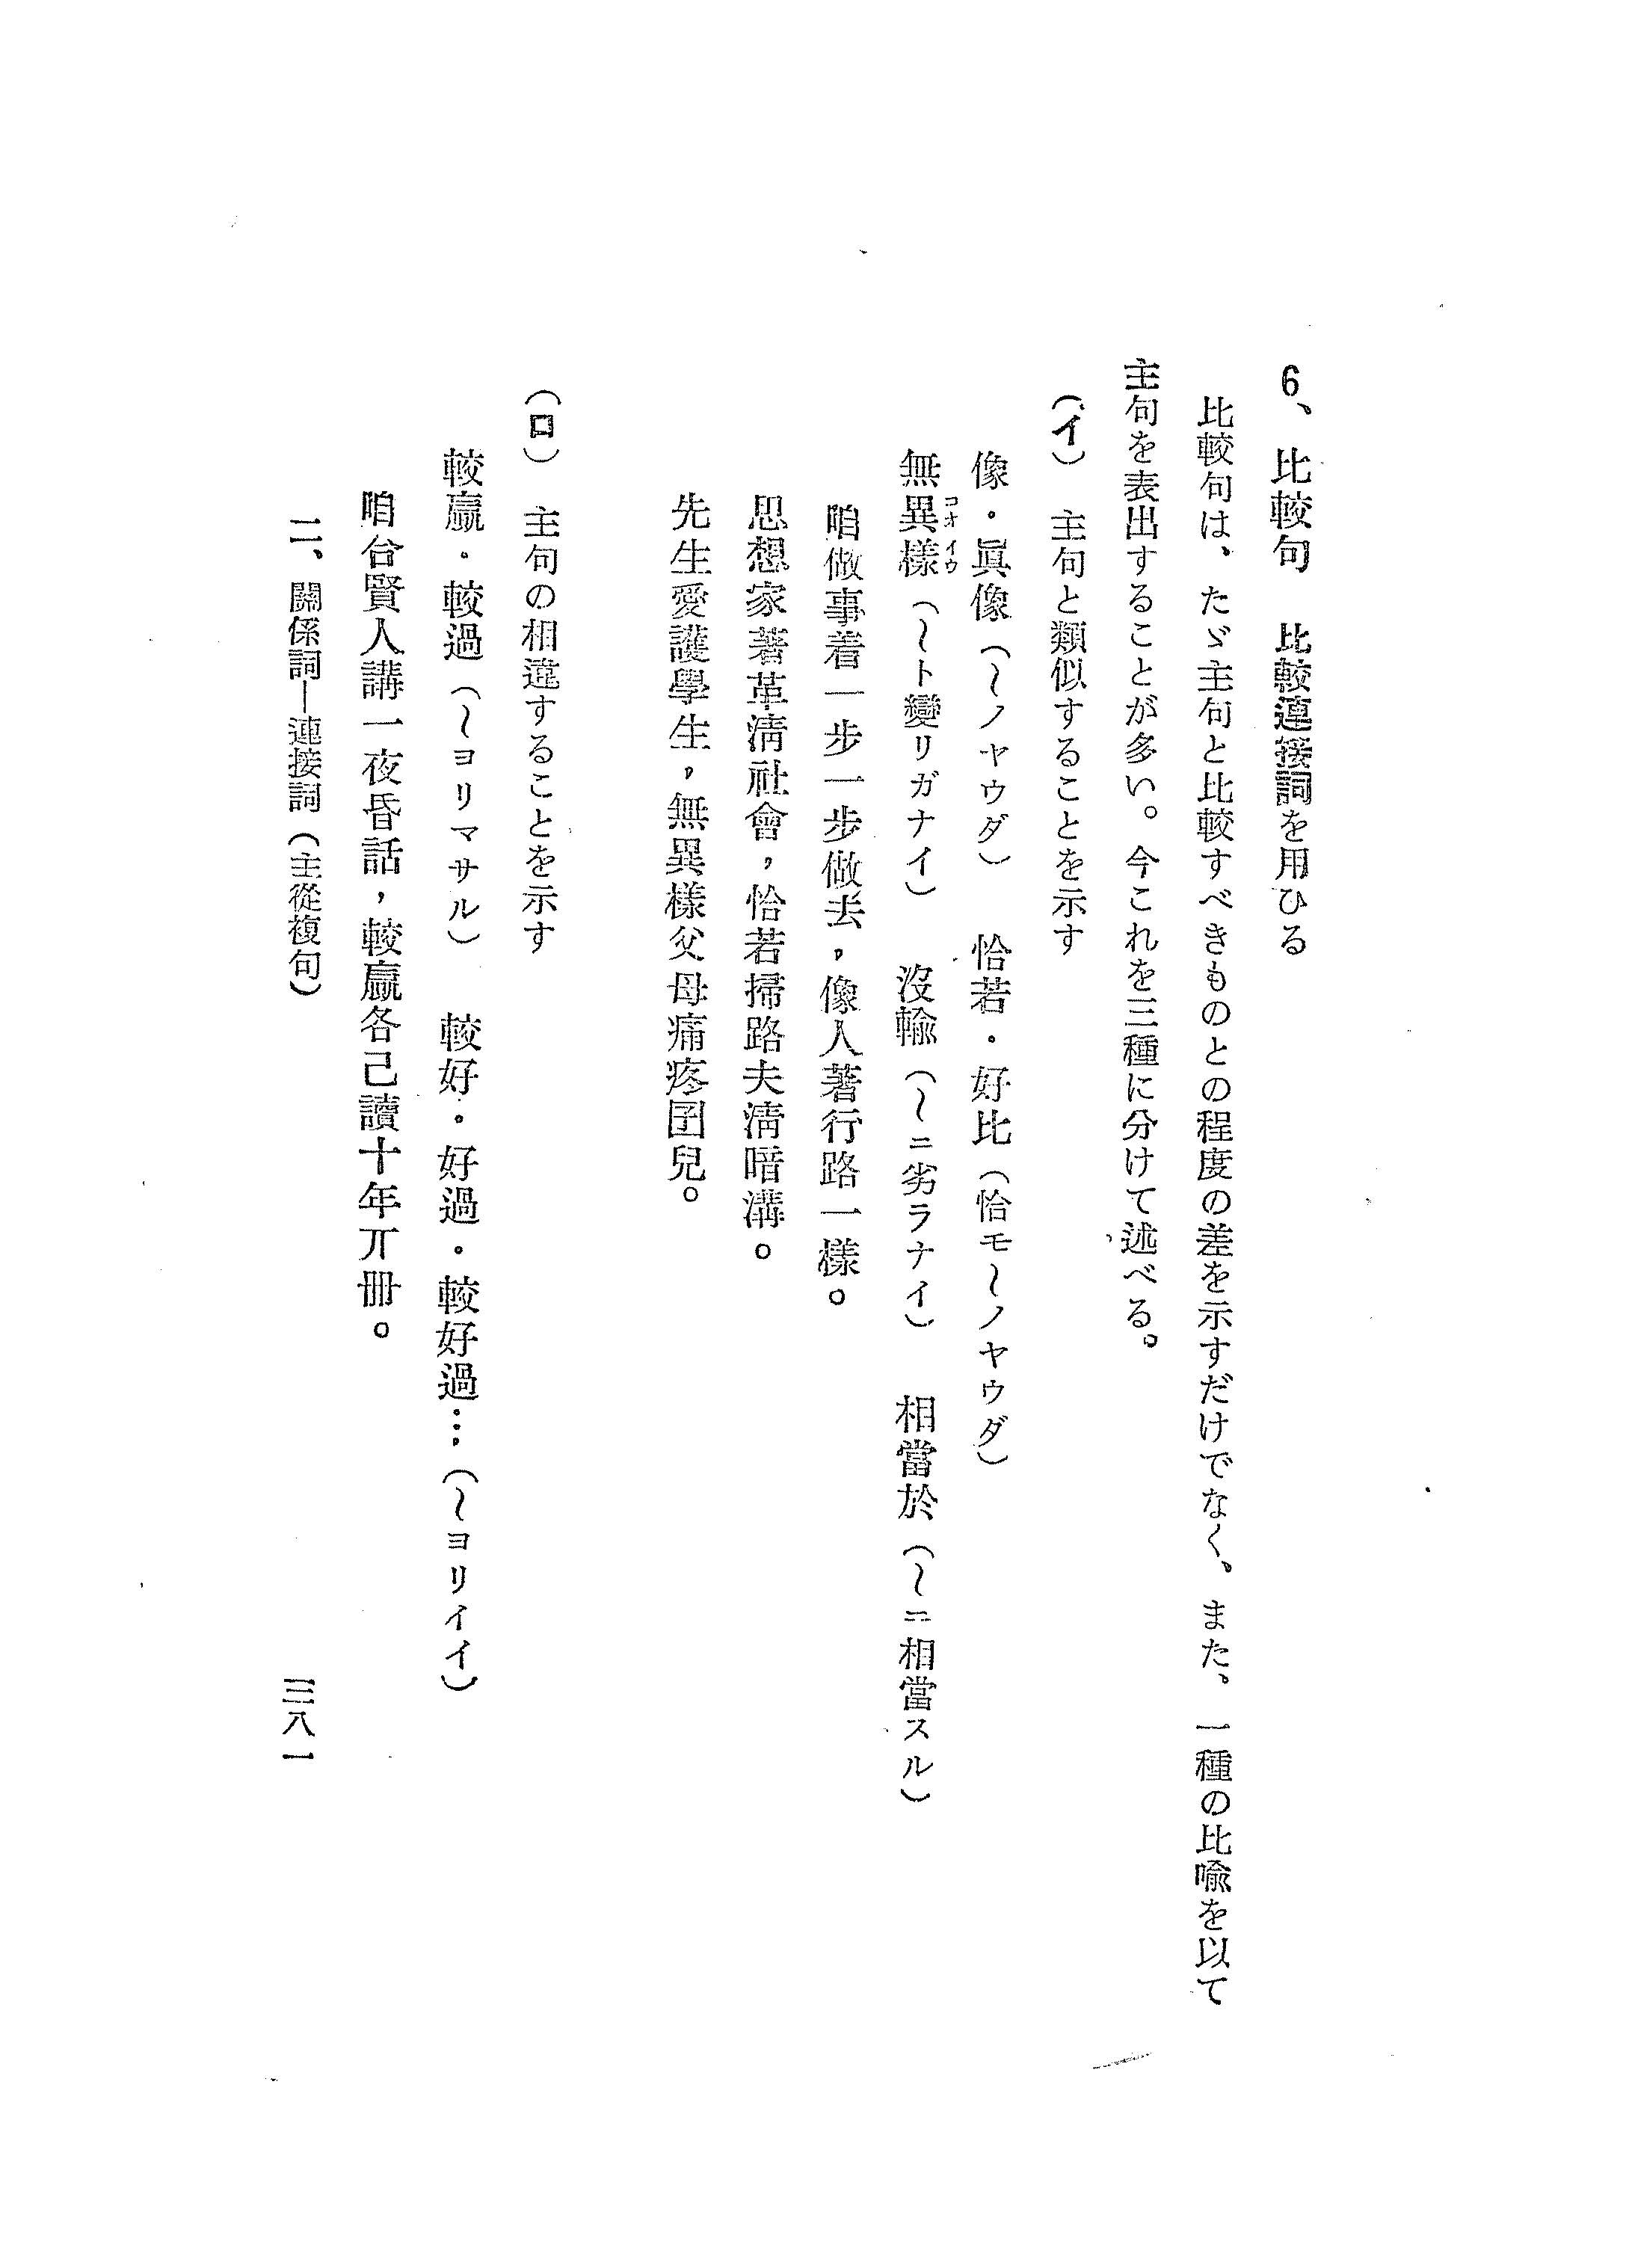 6、比較句　比較連接詞を用ひる
比較句は、たゞ主句と比較すべきものとの程度の差を示すだけでなく、また、一種の比喩を以て
主句を表出することが多い。今これを三種に分けて述べる。
(イ)　主句と類似することを示す
像・眞像(〜ノヤウダ)　恰若・好比(恰モ〜ノヤウダ)
無異樣(〜ト變リガナイ)　沒輸(〜ニ劣ラナイ)　相當於(〜ニ相當スル)
コオイウ
咱做事着一步一步做去，像人著行路一樣。
思想家著革淸社會，恰若掃路夫淸暗溝。
先生愛護學生，無異樣父母痛疼囝兒。
(ロ)　主句の相違することを示す
較贏・較過(〜ヨリマサル)　較好・好過・較好過…(〜ヨリイイ)
咱合賢人講一夜昏話，較贏各己讀十年丌冊。
二、關係詞—連接詞(主從複句)
三八一